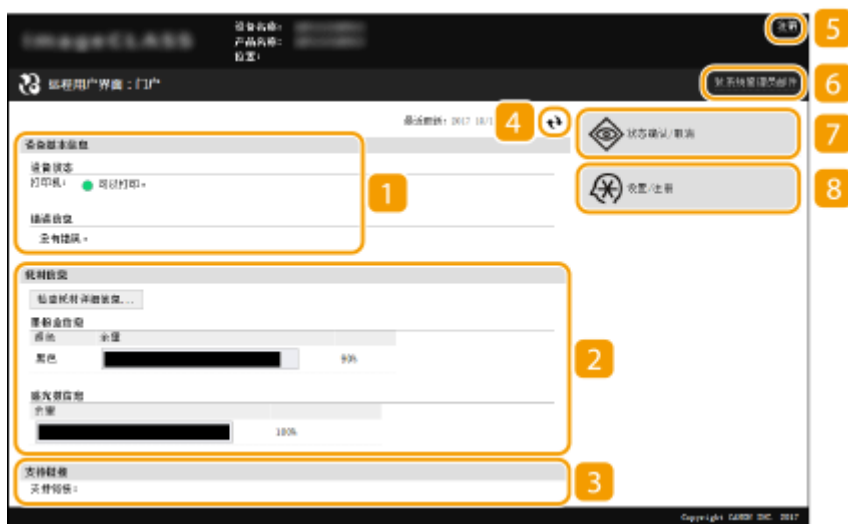 imageCLASS
设备名称:
产品名称:
位置:
注销
5
远程用户界面:门户
致系统管理员邮件
6
最近更新: 2017 10/1
4
设备基本信息
设备状态
打印机: 可以打印。
错误信息
没有错误。
1
状态确认/取消
7
设置/注册
8
耗材信息
检查耗材详细信息...
墨粉盒信息
颜色 余量
黑色 90%
感光鼓信息
余量
100%
2
支持链接
支持链接:
3
Copyright CANON INC. 2017